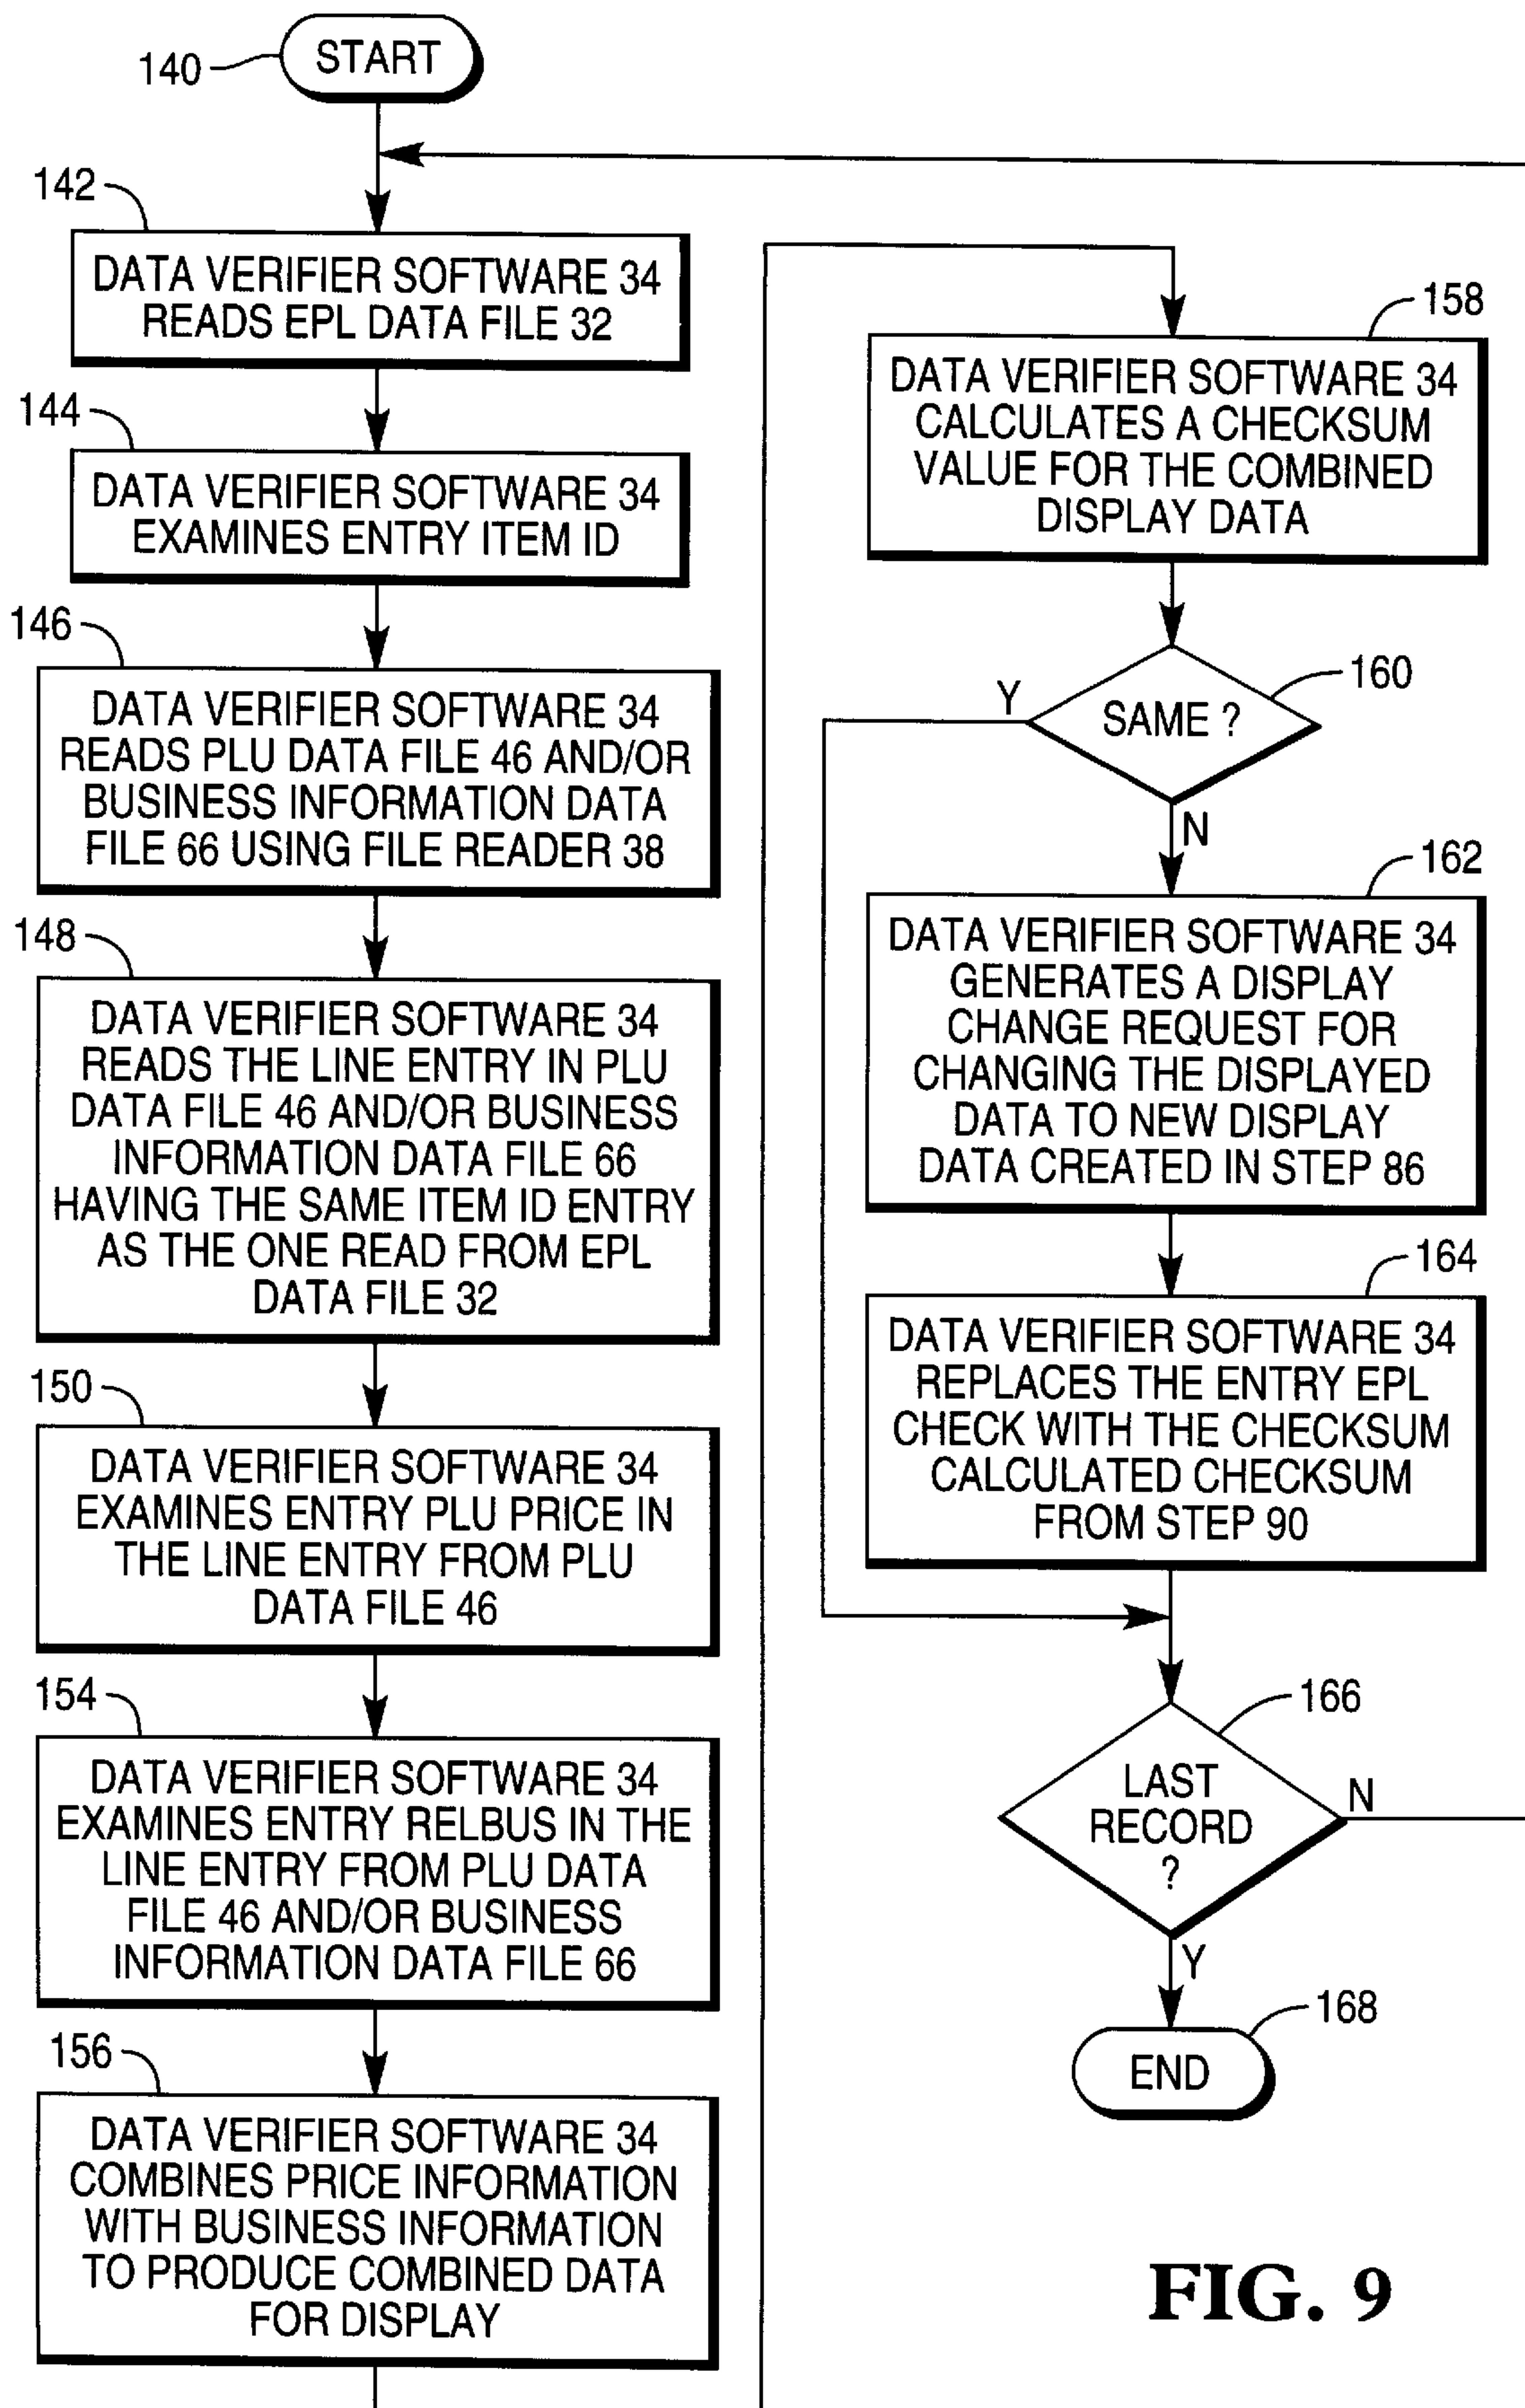 140
START
142
DATA VERIFIER SOFTWARE 34
READS EPL DATA FILE 32
144
DATA VERIFIER SOFTWARE 34
EXAMINES ENTRY ITEM ID
146
DATA VERIFIER SOFTWARE 34
READS PLU DATA FILE 46 AND/OR
BUSINESS INFORMATION DATA
FILE 66 USING FILE READER 38
148
DATA VERIFIER SOFTWARE 34
READS THE LINE ENTRY IN PLU
DATA FILE 46 AND/OR BUSINESS
INFORMATION DATA FILE 66
HAVING THE SAME ITEM ID ENTRY
AS THE ONE READ FROM EPL
DATA FILE 32
150
DATA VERIFIER SOFTWARE 34
EXAMINES ENTRY PLU PRICE IN
THE LINE ENTRY FROM PLU
DATA FILE 46
154
DATA VERIFIER SOFTWARE 34
EXAMINES ENTRY RELBUS IN THE
LINE ENTRY FROM PLU DATA
FILE 46 AND/OR BUSINESS
INFORMATION DATA FILE 66
156
DATA VERIFIER SOFTWARE 34
COMBINES PRICE INFORMATION
WITH BUSINESS INFORMATION
TO PRODUCE COMBINED DATA
FOR DISPLAY
158
DATA VERIFIER SOFTWARE 34
CALCULATES A CHECKSUM
VALUE FOR THE COMBINED
DISPLAY DATA
160
Y
SAME ?
N
162
DATA VERIFIER SOFTWARE 34
GENERATES A DISPLAY
CHANGE REQUEST FOR
CHANGING THE DISPLAYED
DATA TO NEW DISPLAY
DATA CREATED IN STEP 86
164
DATA VERIFIER SOFTWARE 34
REPLACES THE ENTRY EPL
CHECK WITH THE CHECKSUM
CALCULATED CHECKSUM
FROM STEP 90
166
LAST
RECORD
?
N
Y
168
END
FIG. 9